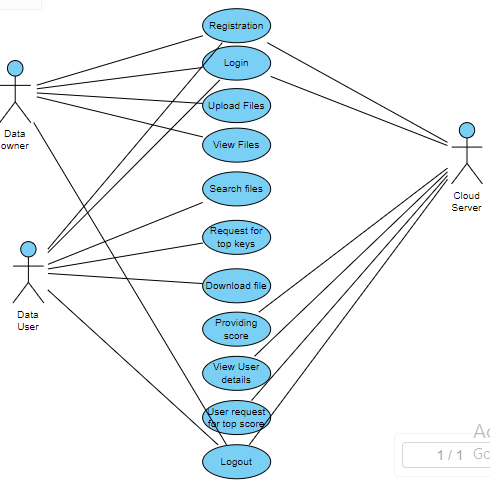 Registration
Login
Upload Files
View Files
Search files
Request for
top keys
Download file
Providing
score
View User
details
User request
for top score
Logout
Data
owner
Data
User
Cloud
Server
1 / 1